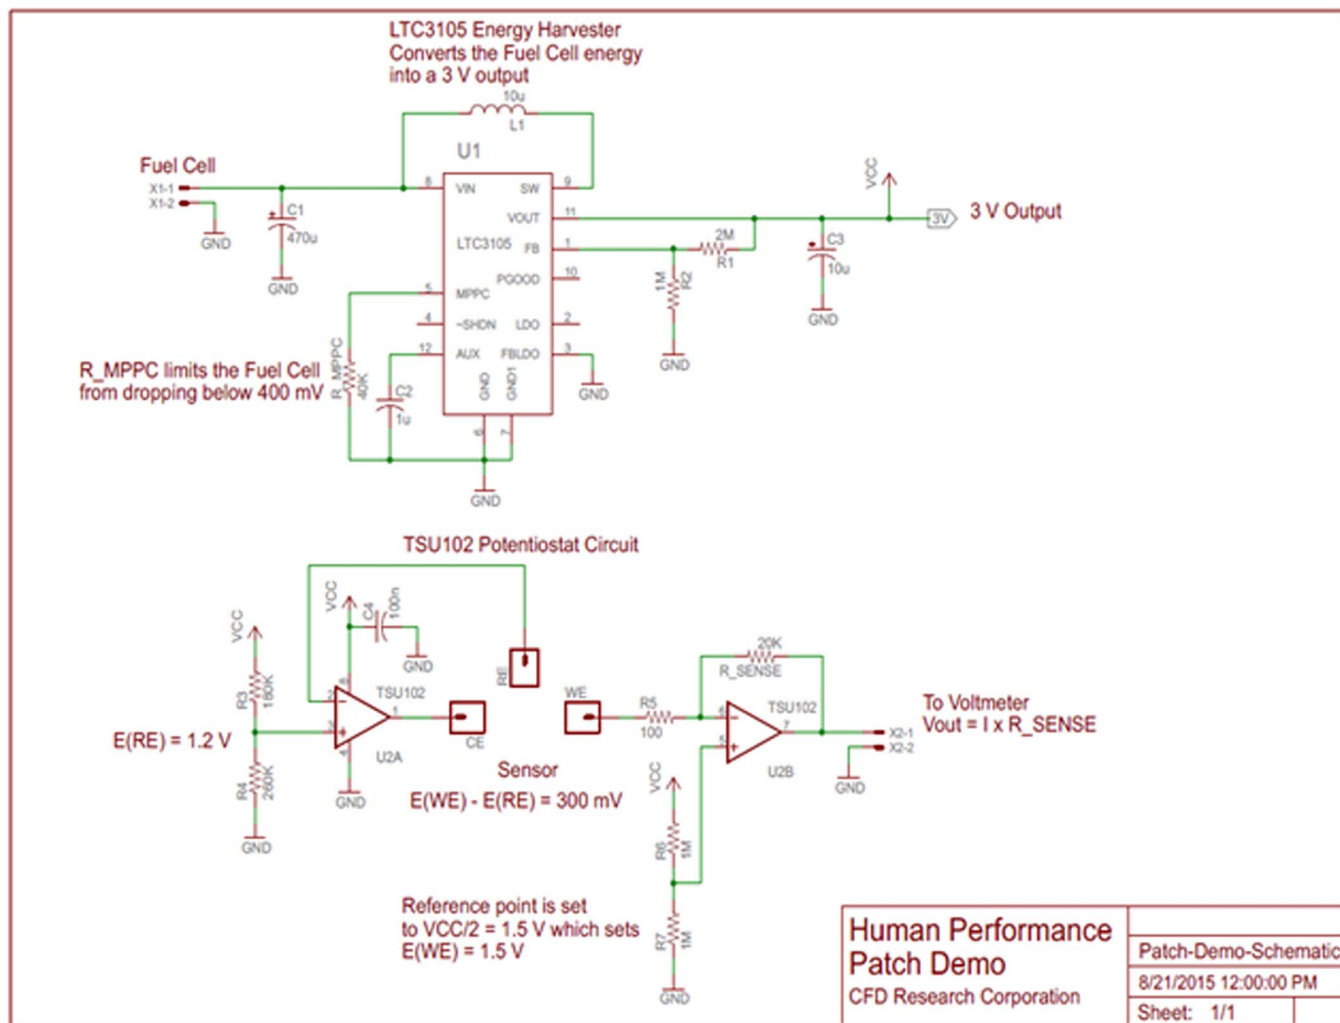 LTC3105 Energy Harvester
Converts the Fuel Cell energy
into a 3 V output
10u
L1
U1
Fuel Cell
X1-1
X1-2
GND
C1
470u
GND
8
VIN
SW
9
VOUT
11
LTC3105
FB
1
PGOOD
10
5
MPPC
4
~SHDN
LDO
2
12
AUX
FBLDO
3
GND
GND1
6
7
GND
GND
2M
R1
1M
R2
GND
VCC
3V
3 V Output
C3
10u
GND
R_MPPC limits the Fuel Cell
from dropping below 400 mV
R_MPPC
40K
C2
1u
TSU102 Potentiostat Circuit
VCC
C4
100n
GND
VCC
R3
180K
E(RE) = 1.2 V
R4
260K
GND
2
3
8
4
1
TSU102
U2A
GND
CE
RE
WE
Sensor
E(WE) - E(RE) = 300 mV
R5
100
20K
R_SENSE
6
5
7
TSU102
U2B
To Voltmeter
Vout = I x R_SENSE
X2-1
X2-2
GND
VCC
R6
1M
R7
1M
GND
Reference point is set
to VCC/2 = 1.5 V which sets
E(WE) = 1.5 V
Human Performance
Patch Demo
CFD Research Corporation
Patch-Demo-Schematic
8/21/2015 12:00:00 PM
Sheet: 1/1